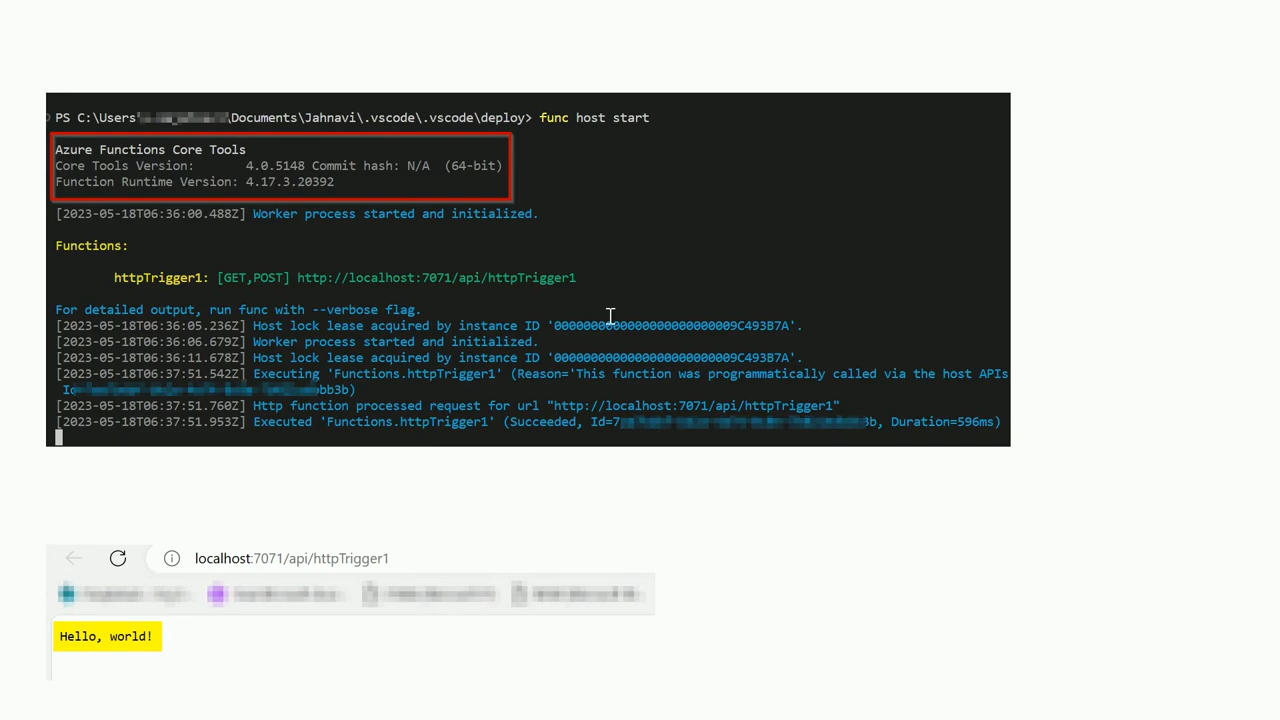 PS C:\Users\ \Documents\Jahnavi\.vscode\.vscode\deploy> func host start
Azure Functions Core Tools
Core Tools Version: 4.0.5148 Commit hash: N/A (64-bit)
Function Runtime Version: 4.17.3.20392
[2023-05-18T06:36:00.488Z] Worker process started and initialized.
Functions:
httpTrigger1: [GET,POST] http://localhost:7071/api/httpTrigger1
For detailed output, run func with --verbose flag.
[2023-05-18T06:36:05.236Z] Host lock lease acquired by instance ID '0000000000000000000000009C493B7A'.
[2023-05-18T06:36:06.679Z] Worker process started and initialized.
[2023-05-18T06:36:11.678Z] Host lock lease acquired by instance ID '0000000000000000000000009C493B7A'.
[2023-05-18T06:37:51.542Z] Executing 'Functions.httpTrigger1' (Reason='This function was programmatically called via the host APIs
bb3b)
[2023-05-18T06:37:51.760Z] Http function processed request for url "http://localhost:7071/api/httpTrigger1"
[2023-05-18T06:37:51.953Z] Executed 'Functions.httpTrigger1' (Succeeded, Id=7 3b, Duration=596ms)
localhost:7071/api/httpTrigger1
Hello, world!